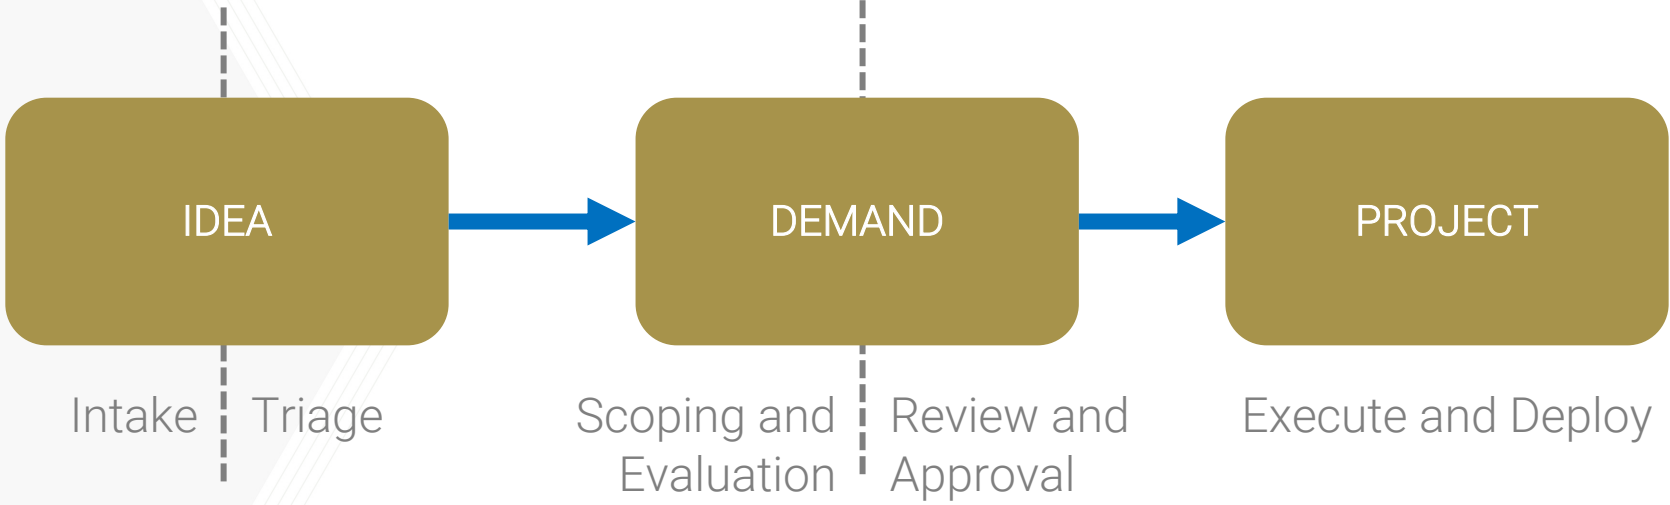 IDEA
DEMAND
PROJECT
Intake
Triage
Scoping and
Evaluation
Review and
Approval
Execute and Deploy